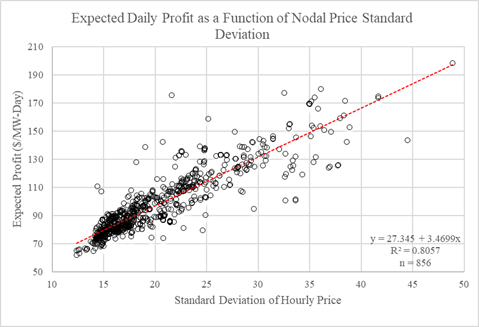 Expected Daily Profit as a Function of Nodal Price Standard
Deviation
Expected Profit ($/MW-Day)
210
190
170
150
130
110
90
70
50
y = 27.345 + 3.4699x
R² = 0.8057
n = 856
10 15 20 25 30 35 40 45 50
Standard Deviation of Hourly Price